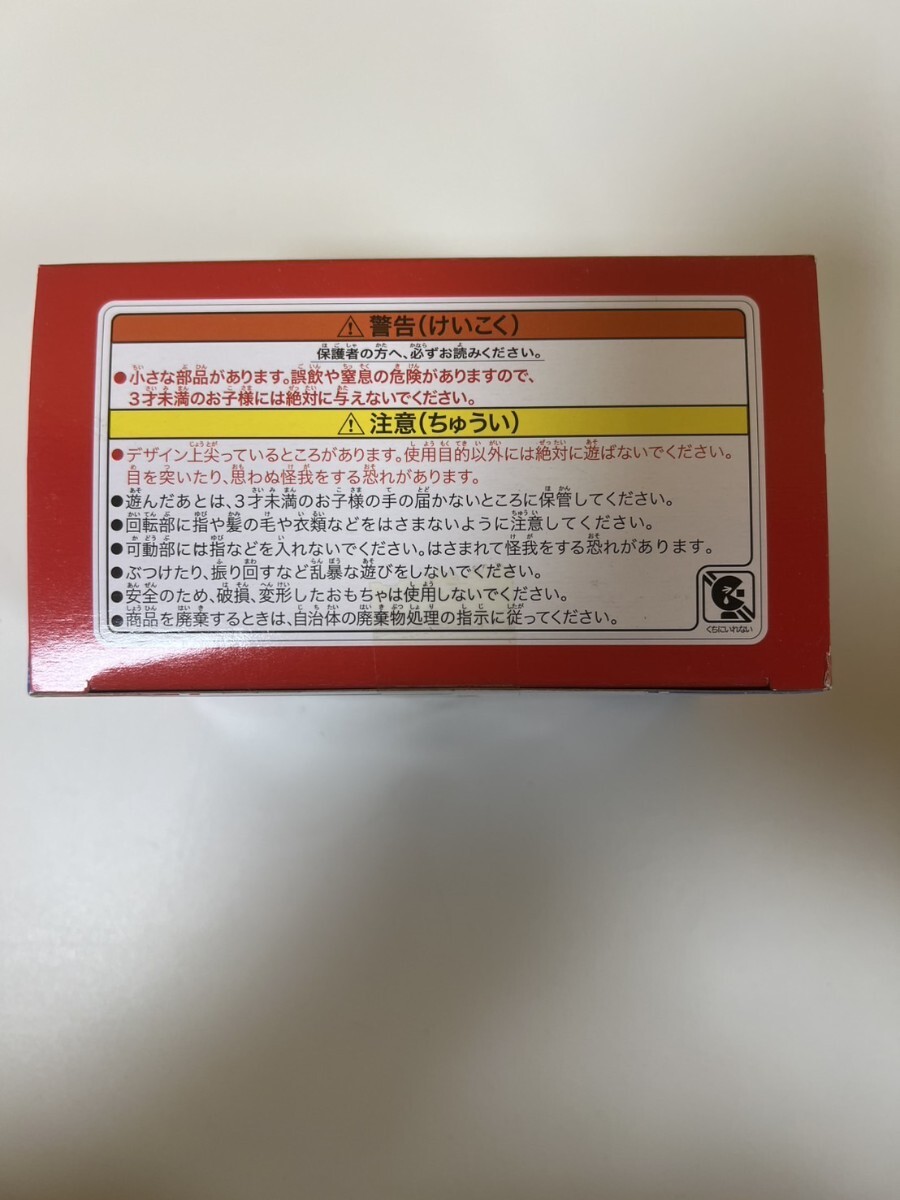 ⚠警告(けいこく)
保護者の方へ、必ずお読みください。
●小さな部品があります。誤飲や窒息の危険がありますので、
3才未満のお子様には絶対に与えないでください。
⚠注意(ちゅうい)
●デザイン上尖っているところがあります。使用目的以外には絶対に遊ばないでください。
目を突いたり、思わぬ怪我をする恐れがあります。
●遊んだあとは、3才未満のお子様の手の届かないところに保管してください。
●回転部に指や髪の毛や衣類などをはさまないように注意してください。
●可動部には指などを入れないでください。はさまれて怪我をする恐れがあります。
●ぶつけたり、振り回すなど乱暴な遊びをしないでください。
●安全のため、破損、変形したおもちゃは使用しないでください。
●商品を廃棄するときは、自治体の廃棄物処理の指示に従ってください。
くちにいれない